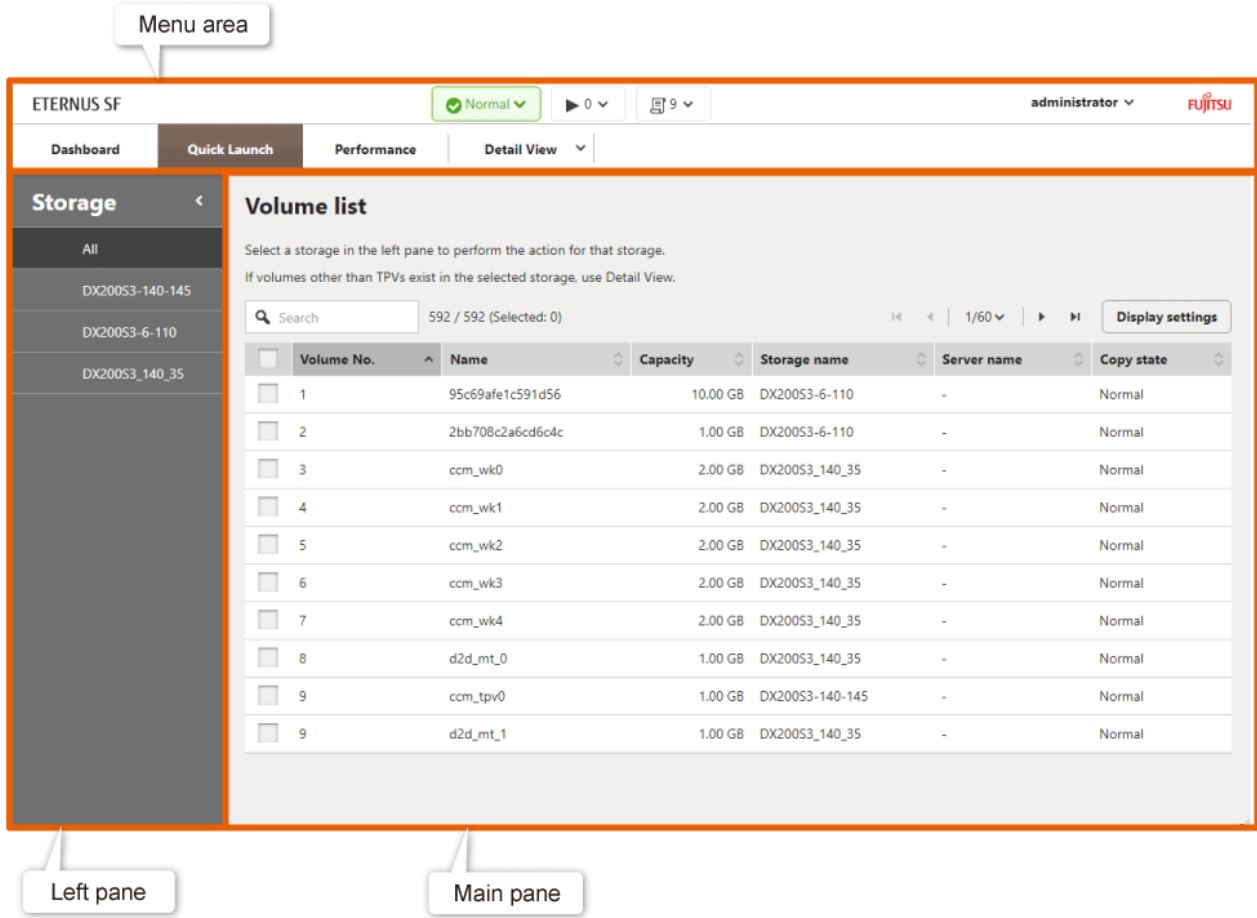 Menu area
ETERNUS SF Normal 0 9 administrator FUJITSU
Dashboard Quick Launch Performance Detail View
Storage
All
DX200S3-140-145
DX200S3-6-110
DX200S3_140_35
Volume list
Select a storage in the left pane to perform the action for that storage.
If volumes other than TPVs exist in the selected storage, use Detail View.
Search 592 / 592 (Selected: 0) 1/60 Display settings
Volume No. Name Capacity Storage name Server name Copy state
1 95c69afe1c591d56 10.00 GB DX200S3-6-110 - Normal
2 2bb708c2a6cd6c4c 1.00 GB DX200S3-6-110 - Normal
3 ccm_wk0 2.00 GB DX200S3_140_35 - Normal
4 ccm_wk1 2.00 GB DX200S3_140_35 - Normal
5 ccm_wk2 2.00 GB DX200S3_140_35 - Normal
6 ccm_wk3 2.00 GB DX200S3_140_35 - Normal
7 ccm_wk4 2.00 GB DX200S3_140_35 - Normal
8 d2d_mt_0 1.00 GB DX200S3_140_35 - Normal
9 ccm_tpv0 1.00 GB DX200S3-140-145 - Normal
9 d2d_mt_1 1.00 GB DX200S3_140_35 - Normal
Left pane
Main pane